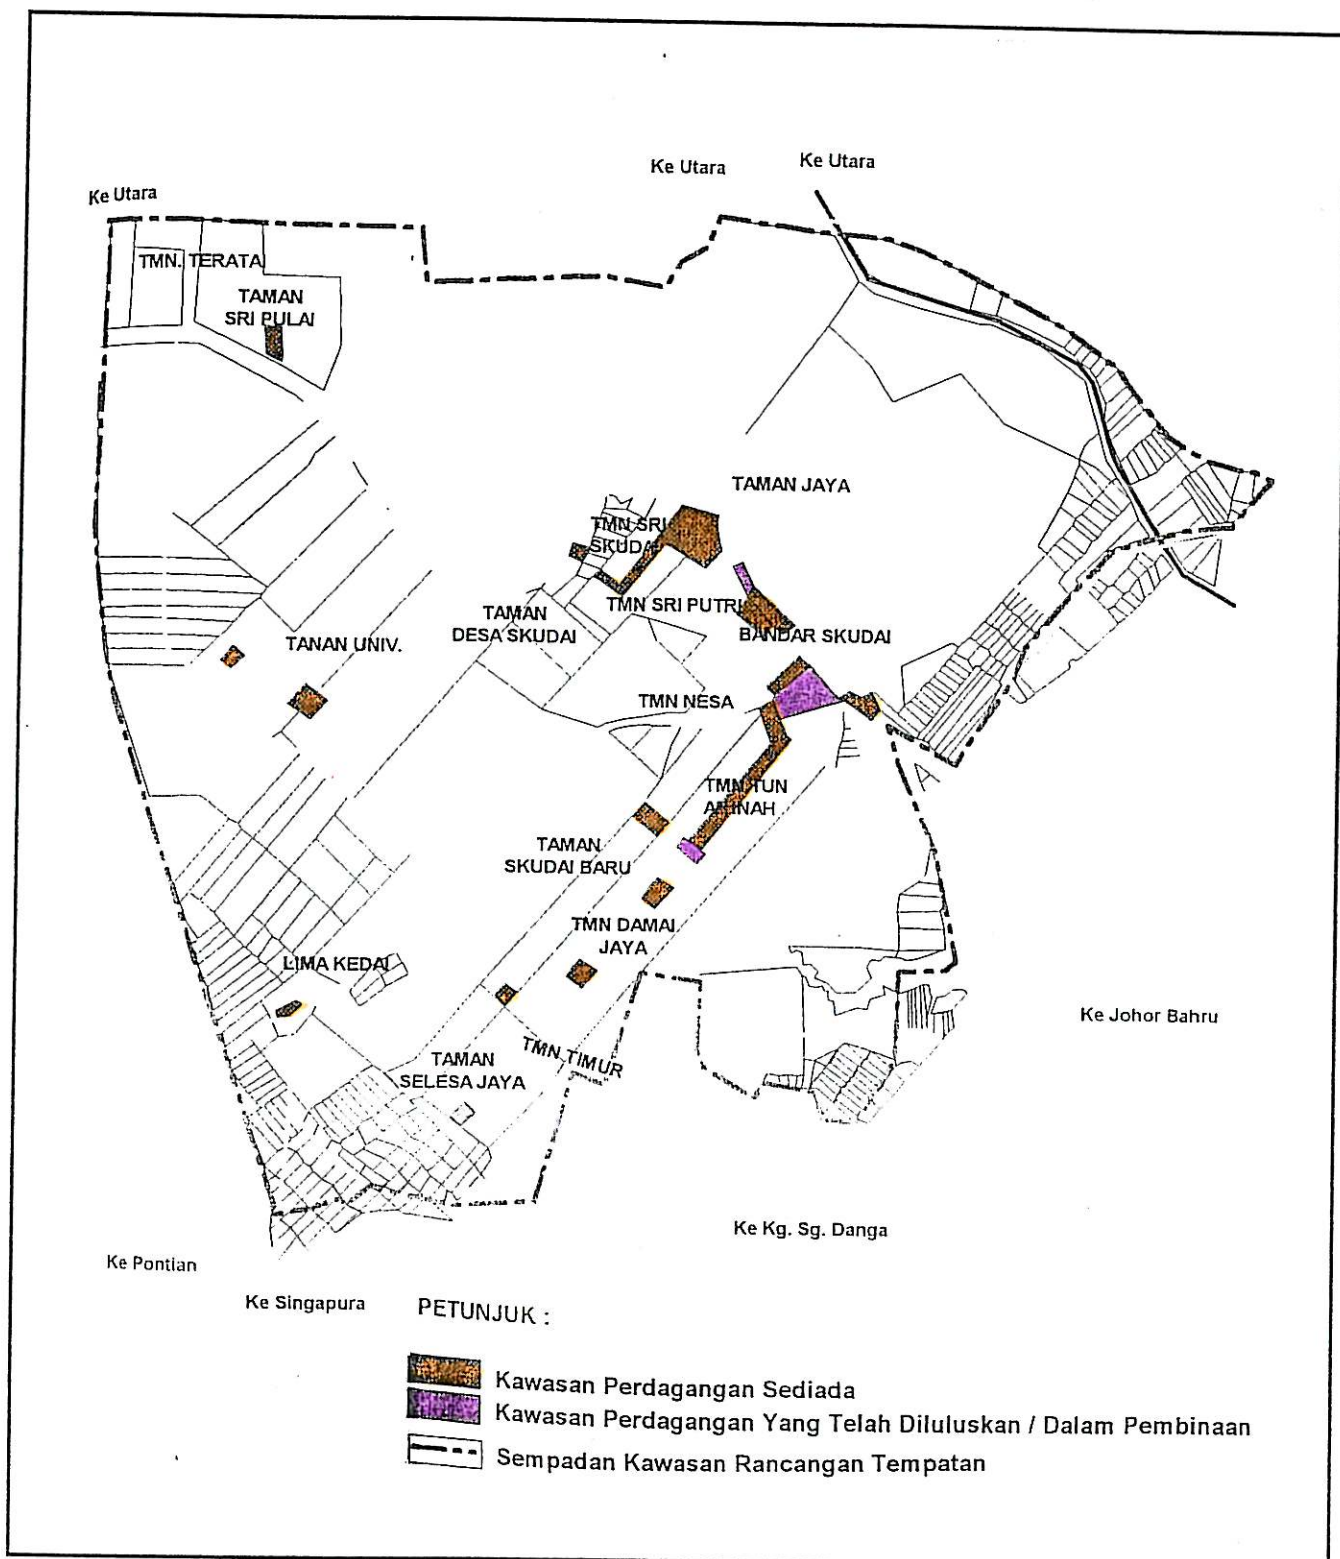 Ke Utara
Ke Utara
Ke Utara
TMN. TERATAI
TAMAN
SRI PULAI
TAMAN JAYA
TMN SRI
SKUDAI
TMN SRI PUTRI
TAMAN
DESA SKUDAI
BANDAR SKUDAI
TANAN UNIV.
TMN NESA
TMN TUN
AMINAH
TAMAN
SKUDAI BARU
TMN DAMAI
JAYA
LIMA KEDAI
Ke Johor Bahru
TMN TIMUR
TAMAN
SELESA JAYA
Ke Kg. Sg. Danga
Ke Pontian
Ke Singapura
PETUNJUK :
Kawasan Perdagangan Sediada
Kawasan Perdagangan Yang Telah Diluluskan / Dalam Pembinaan
Sempadan Kawasan Rancangan Tempatan